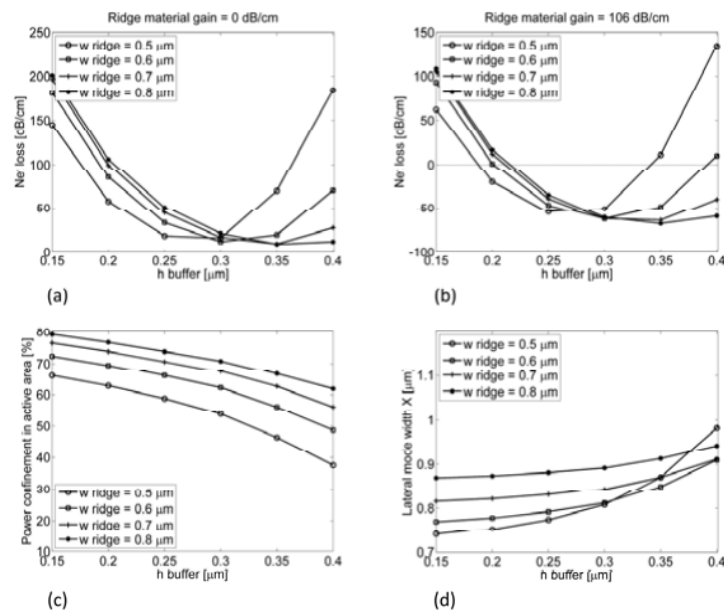 Ridge material gain = 0 dB/cm
250
200
150
100
50
0
Ne loss [cB/cm]
w ridge = 0.5 μm
w ridge = 0.6 μm
w ridge = 0.7 μm
w ridge = 0.8 μm
0.15 0.2 0.25 0.3 0.35 0.4
h buffer [μm]
(a)
Ridge material gain = 106 dB/cm
150
100
50
0
-50
-100
Ne loss [cB/cm]
w ridge = 0.5 μm
w ridge = 0.6 μm
w ridge = 0.7 μm
w ridge = 0.8 μm
0.15 0.2 0.25 0.3 0.35 0.4
h buffer [μm]
(b)
80
70
60
50
40
30
20
10
Power confinement in active area [%]
w ridge = 0.5 μm
w ridge = 0.6 μm
w ridge = 0.7 μm
w ridge = 0.8 μm
0.15 0.2 0.25 0.3 0.35 0.4
h buffer [μm]
(c)
1.1
1
0.9
0.8
0.7
Lateral moce width X [μm]
w ridge = 0.5 μm
w ridge = 0.6 μm
w ridge = 0.7 μm
w ridge = 0.8 μm
0.15 0.2 0.25 0.3 0.35 0.4
h buffer [μm]
(d)